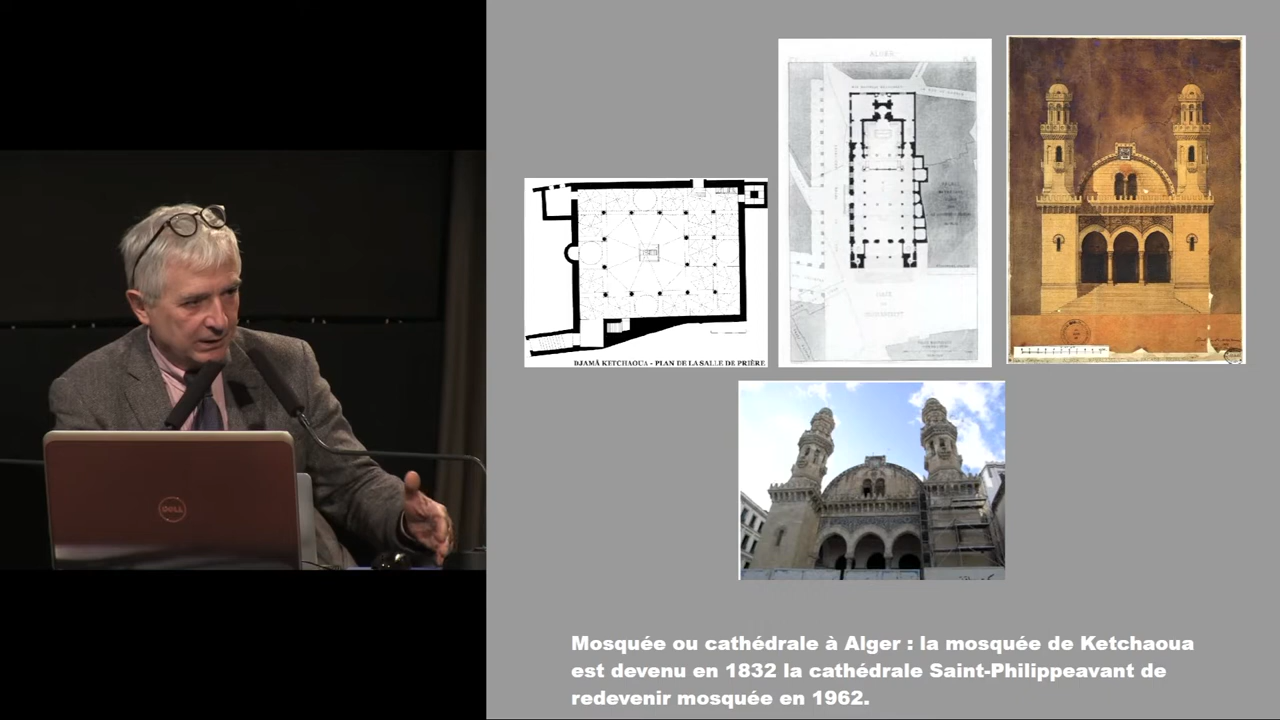 ALGER
DJAMÂ KETCHAOUA - PLAN DE LA SALLE DE PRIÈRE
DELL
Mosquée ou cathédrale à Alger : la mosquée de Ketchaoua
est devenu en 1832 la cathédrale Saint-Philippeavant de
redevenir mosquée en 1962.